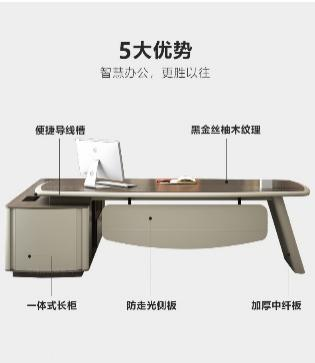 5大优势
智慧办公，更胜以往
便捷导线槽
黑金丝柚木纹理
一体式长柜
防走光侧板
加厚中纤板